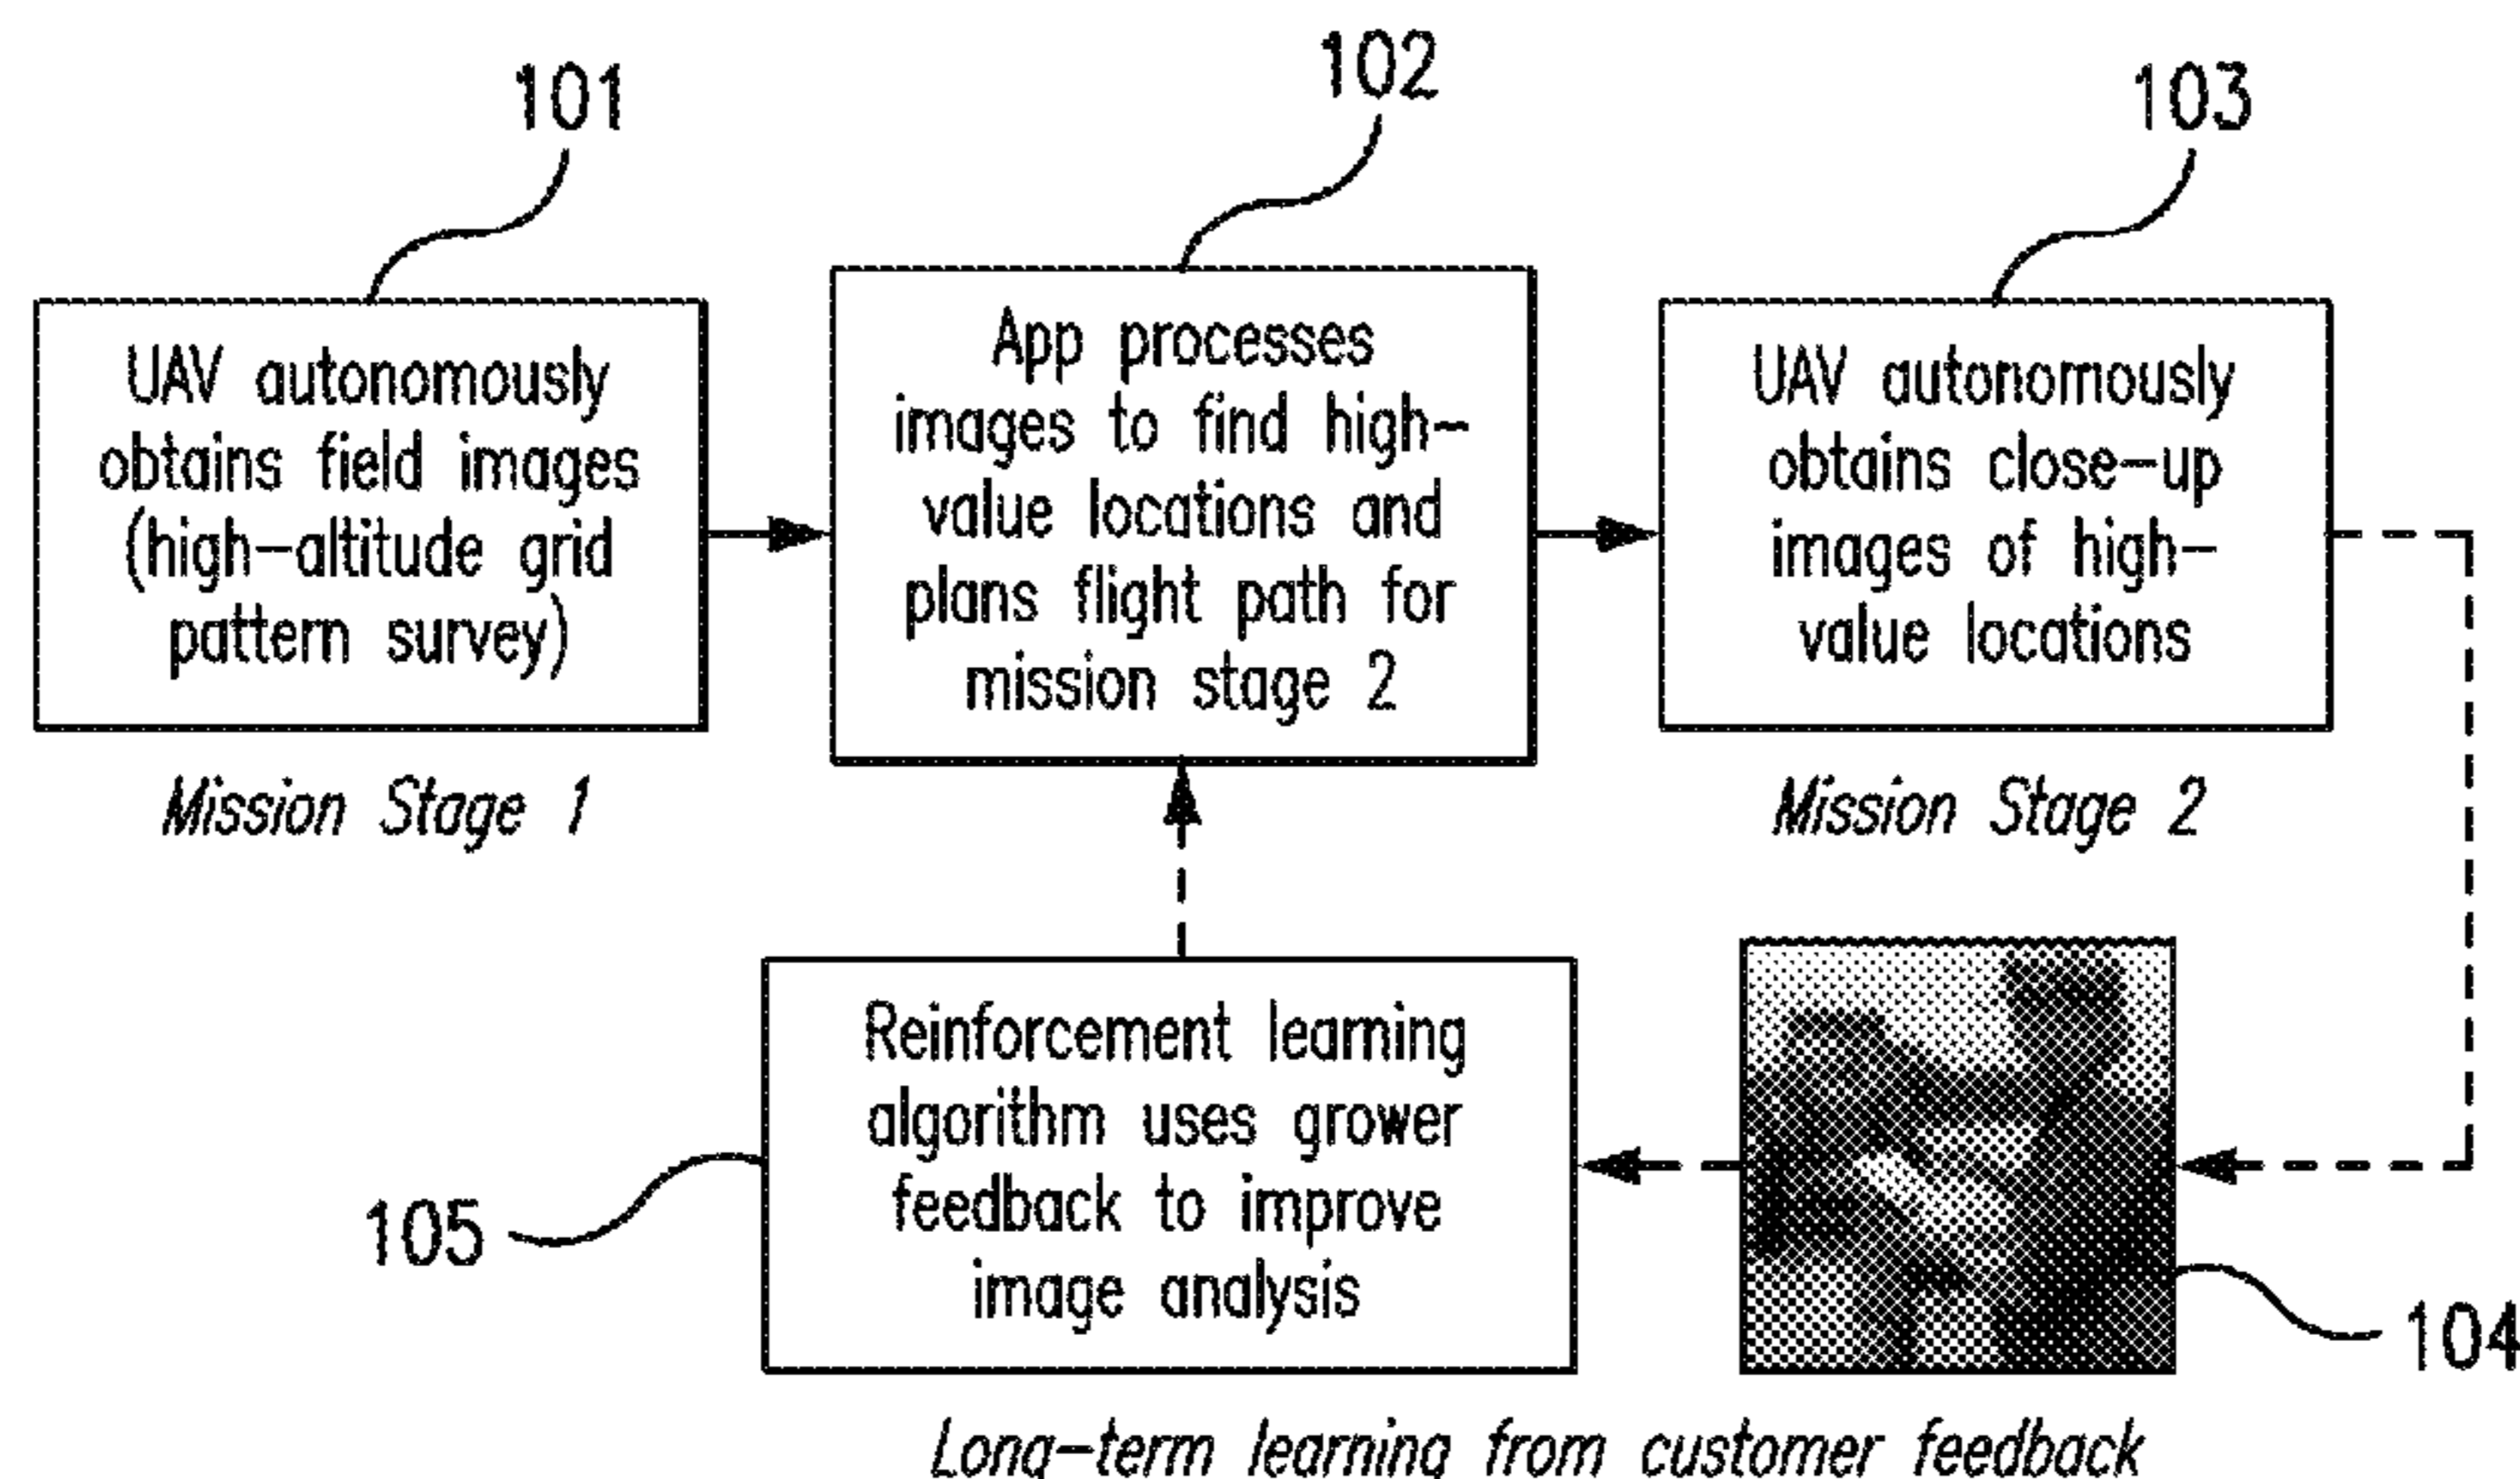 101
102
103
UAV autonomously
obtains field images
(high-altitude grid
pattern survey)
App processes
images to find high-
value locations and
plans flight path for
mission stage 2
UAV autonomously
obtains close-up
images of high-
value locations
Mission Stage 1
Mission Stage 2
Reinforcement learning
algorithm uses grower
feedback to improve
image analysis
105
104
Long-term learning from customer feedback